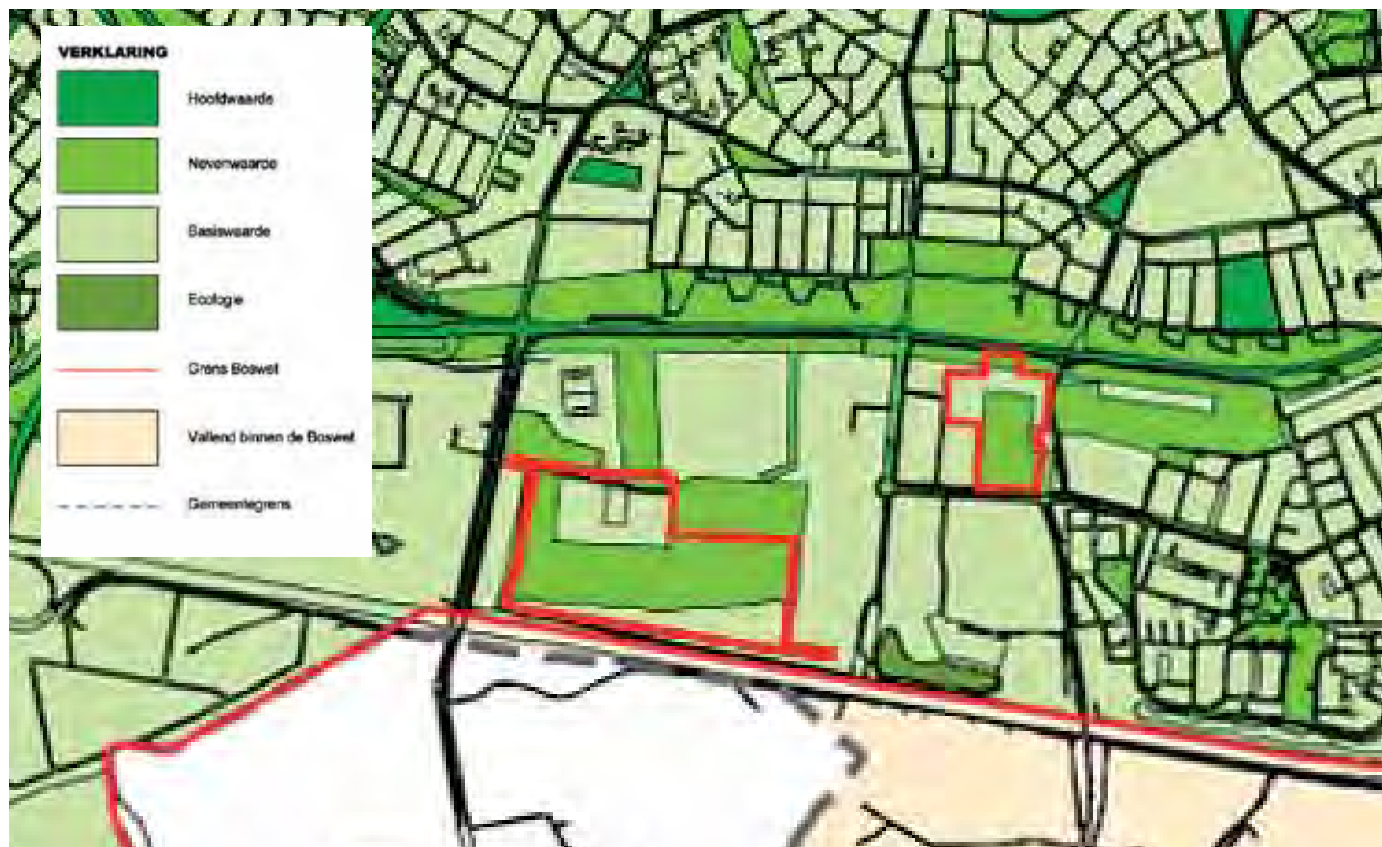 VERKLARING
Hoofdwaarde
Nevenwaarde
Basiswaarde
Ecologie
Grens Boswet
Vallend binnen de Boswet
Gemeentegrens